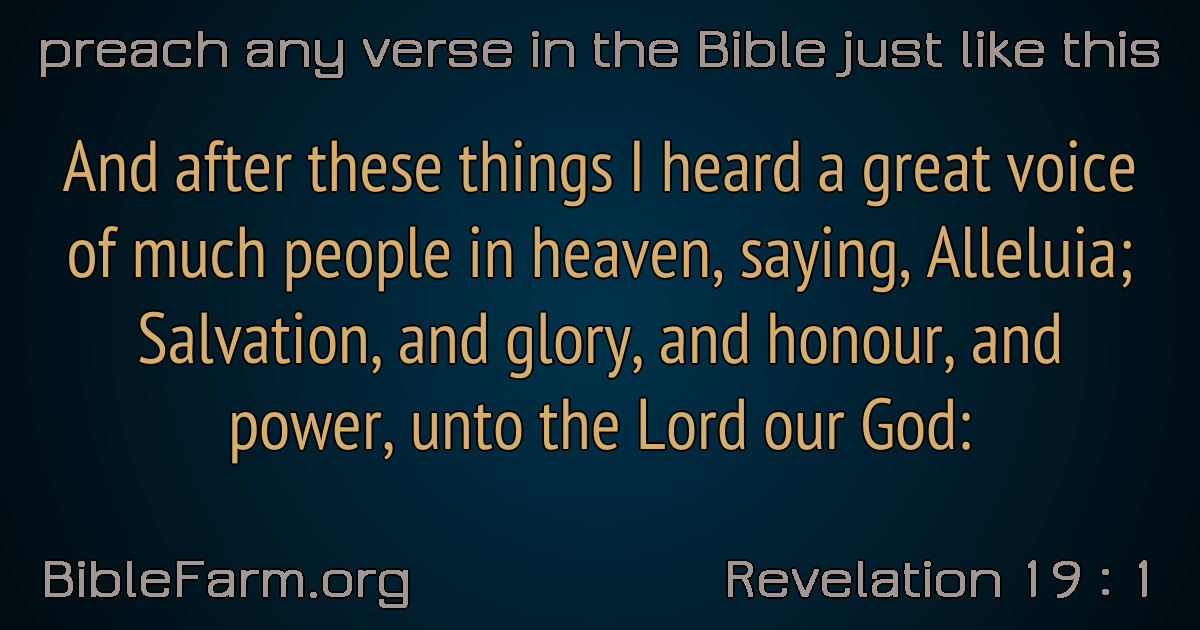 preach any verse in the Bible just like this
And after these things I heard a great voice
of much people in heaven, saying, Alleluia;
Salvation, and glory, and honour, and
power, unto the Lord our God:
BibleFarm.org
Revelation 19 : 1